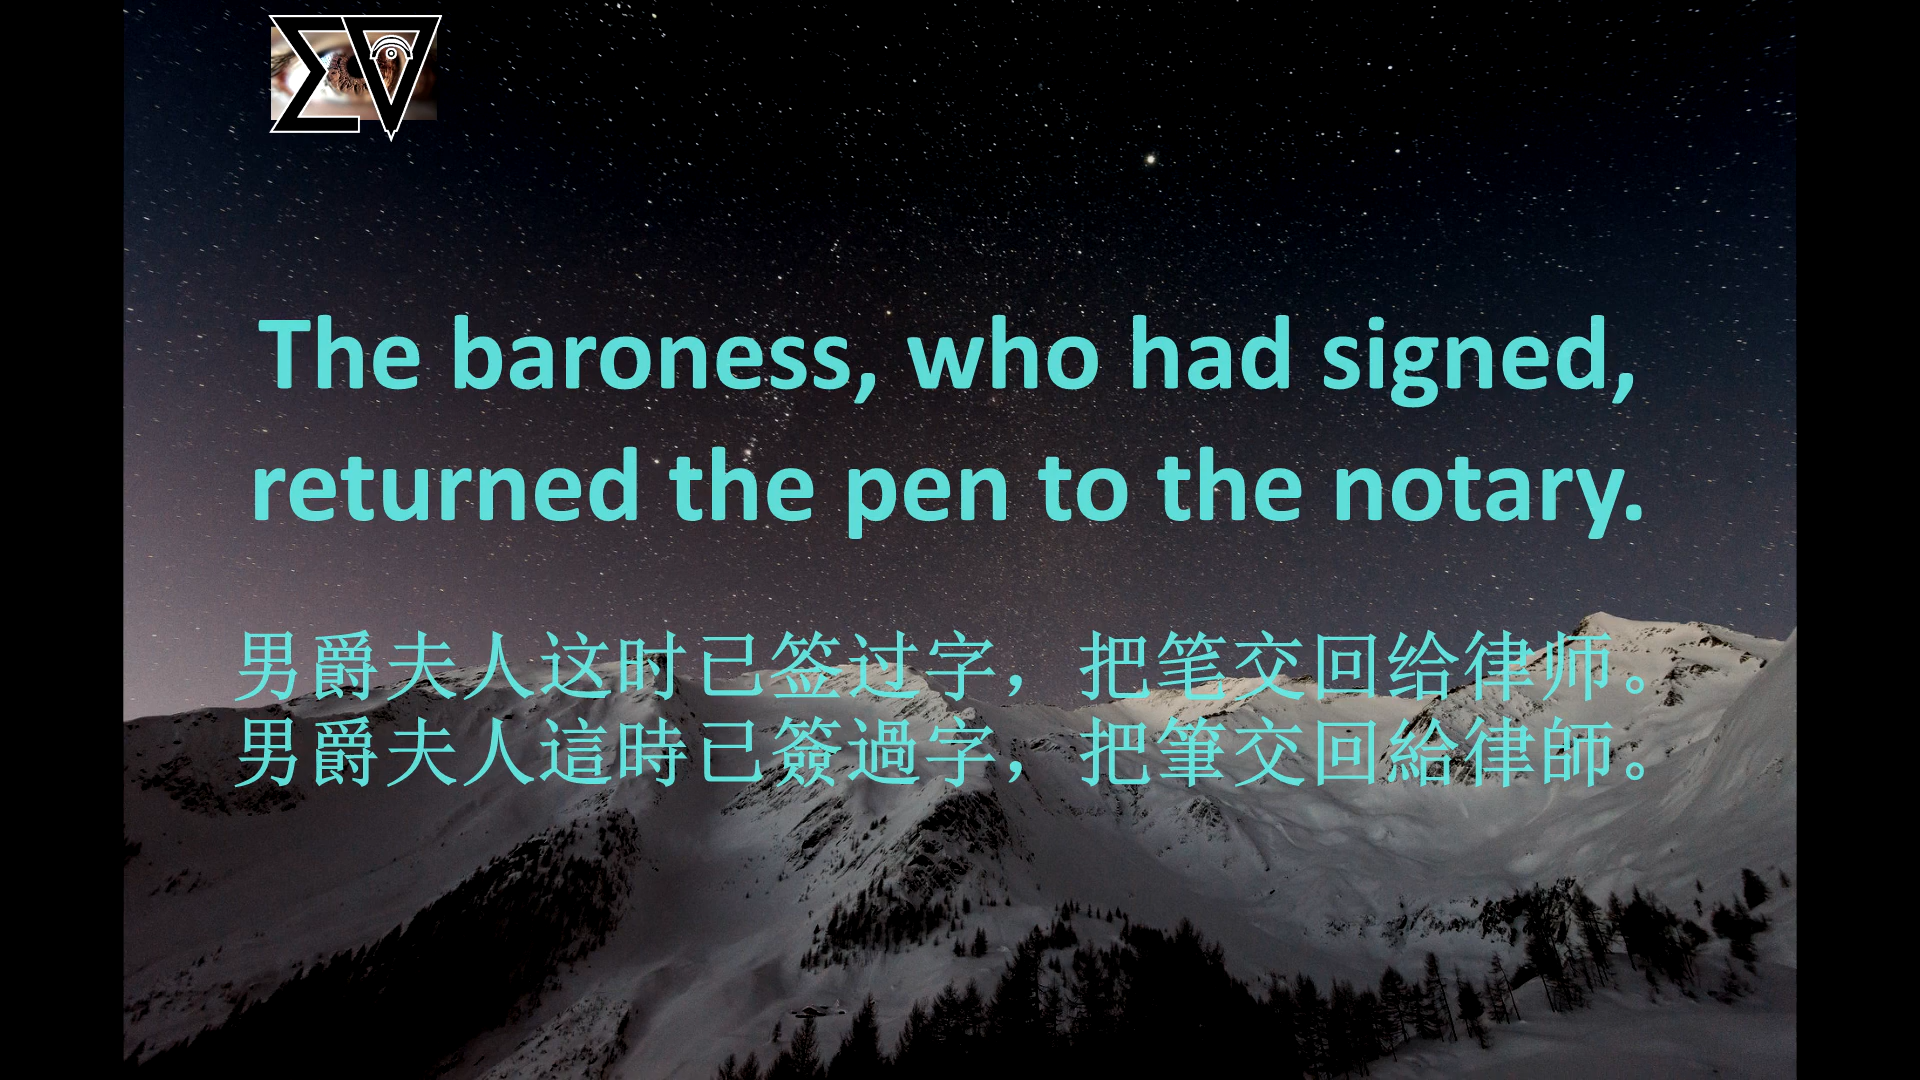 The baroness, who had signed,
returned the pen to the notary.
男爵夫人这时已签过字，把笔交回给律师。
男爵夫人這時已簽過字，把筆交回給律師。